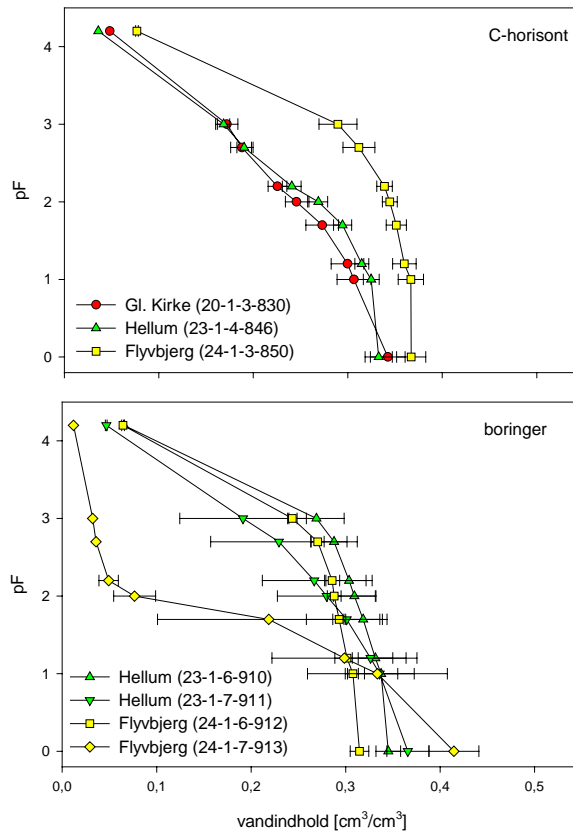 C-horisont
4
3
pF
2
1
0
Gl. Kirke (20-1-3-830)
Hellum (23-1-4-846)
Flyvbjerg (24-1-3-850)
boringer
4
3
pF
2
1
0
Hellum (23-1-6-910)
Hellum (23-1-7-911)
Flyvbjerg (24-1-6-912)
Flyvbjerg (24-1-7-913)
0,0 0,1 0,2 0,3 0,4 0,5
vandindhold [cm³/cm³]